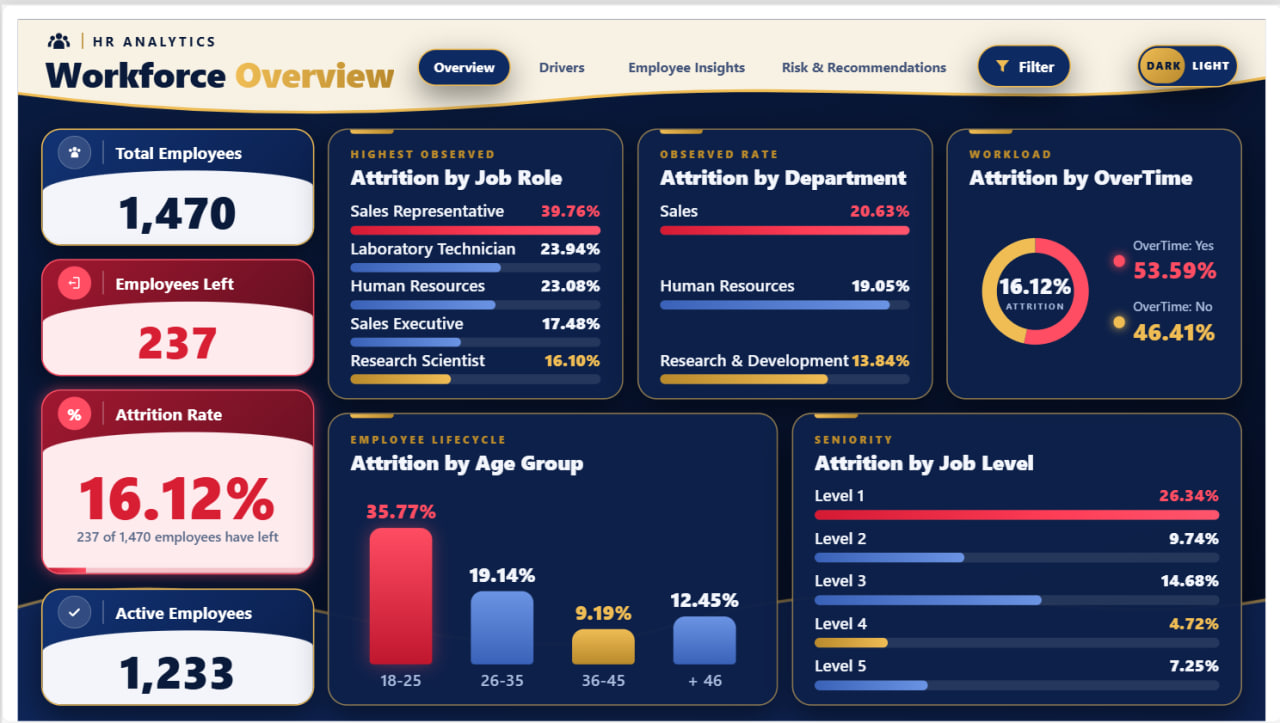 HR ANALYTICS
Workforce Overview
Overview
Drivers
Employee Insights
Risk & Recommendations
Filter
DARK LIGHT
Total Employees
1,470
Employees Left
237
%
Attrition Rate
16.12%
237 of 1,470 employees have left
Active Employees
1,233
HIGHEST OBSERVED
Attrition by Job Role
Sales Representative 39.76%
Laboratory Technician 23.94%
Human Resources 23.08%
Sales Executive 17.48%
Research Scientist 16.10%
OBSERVED RATE
Attrition by Department
Sales 20.63%
Human Resources 19.05%
Research & Development 13.84%
WORKLOAD
Attrition by OverTime
16.12%
ATTRITION
OverTime: Yes
53.59%
OverTime: No
46.41%
EMPLOYEE LIFECYCLE
Attrition by Age Group
35.77%
19.14%
9.19%
12.45%
18-25
26-35
36-45
+ 46
SENIORITY
Attrition by Job Level
Level 1 26.34%
Level 2 9.74%
Level 3 14.68%
Level 4 4.72%
Level 5 7.25%